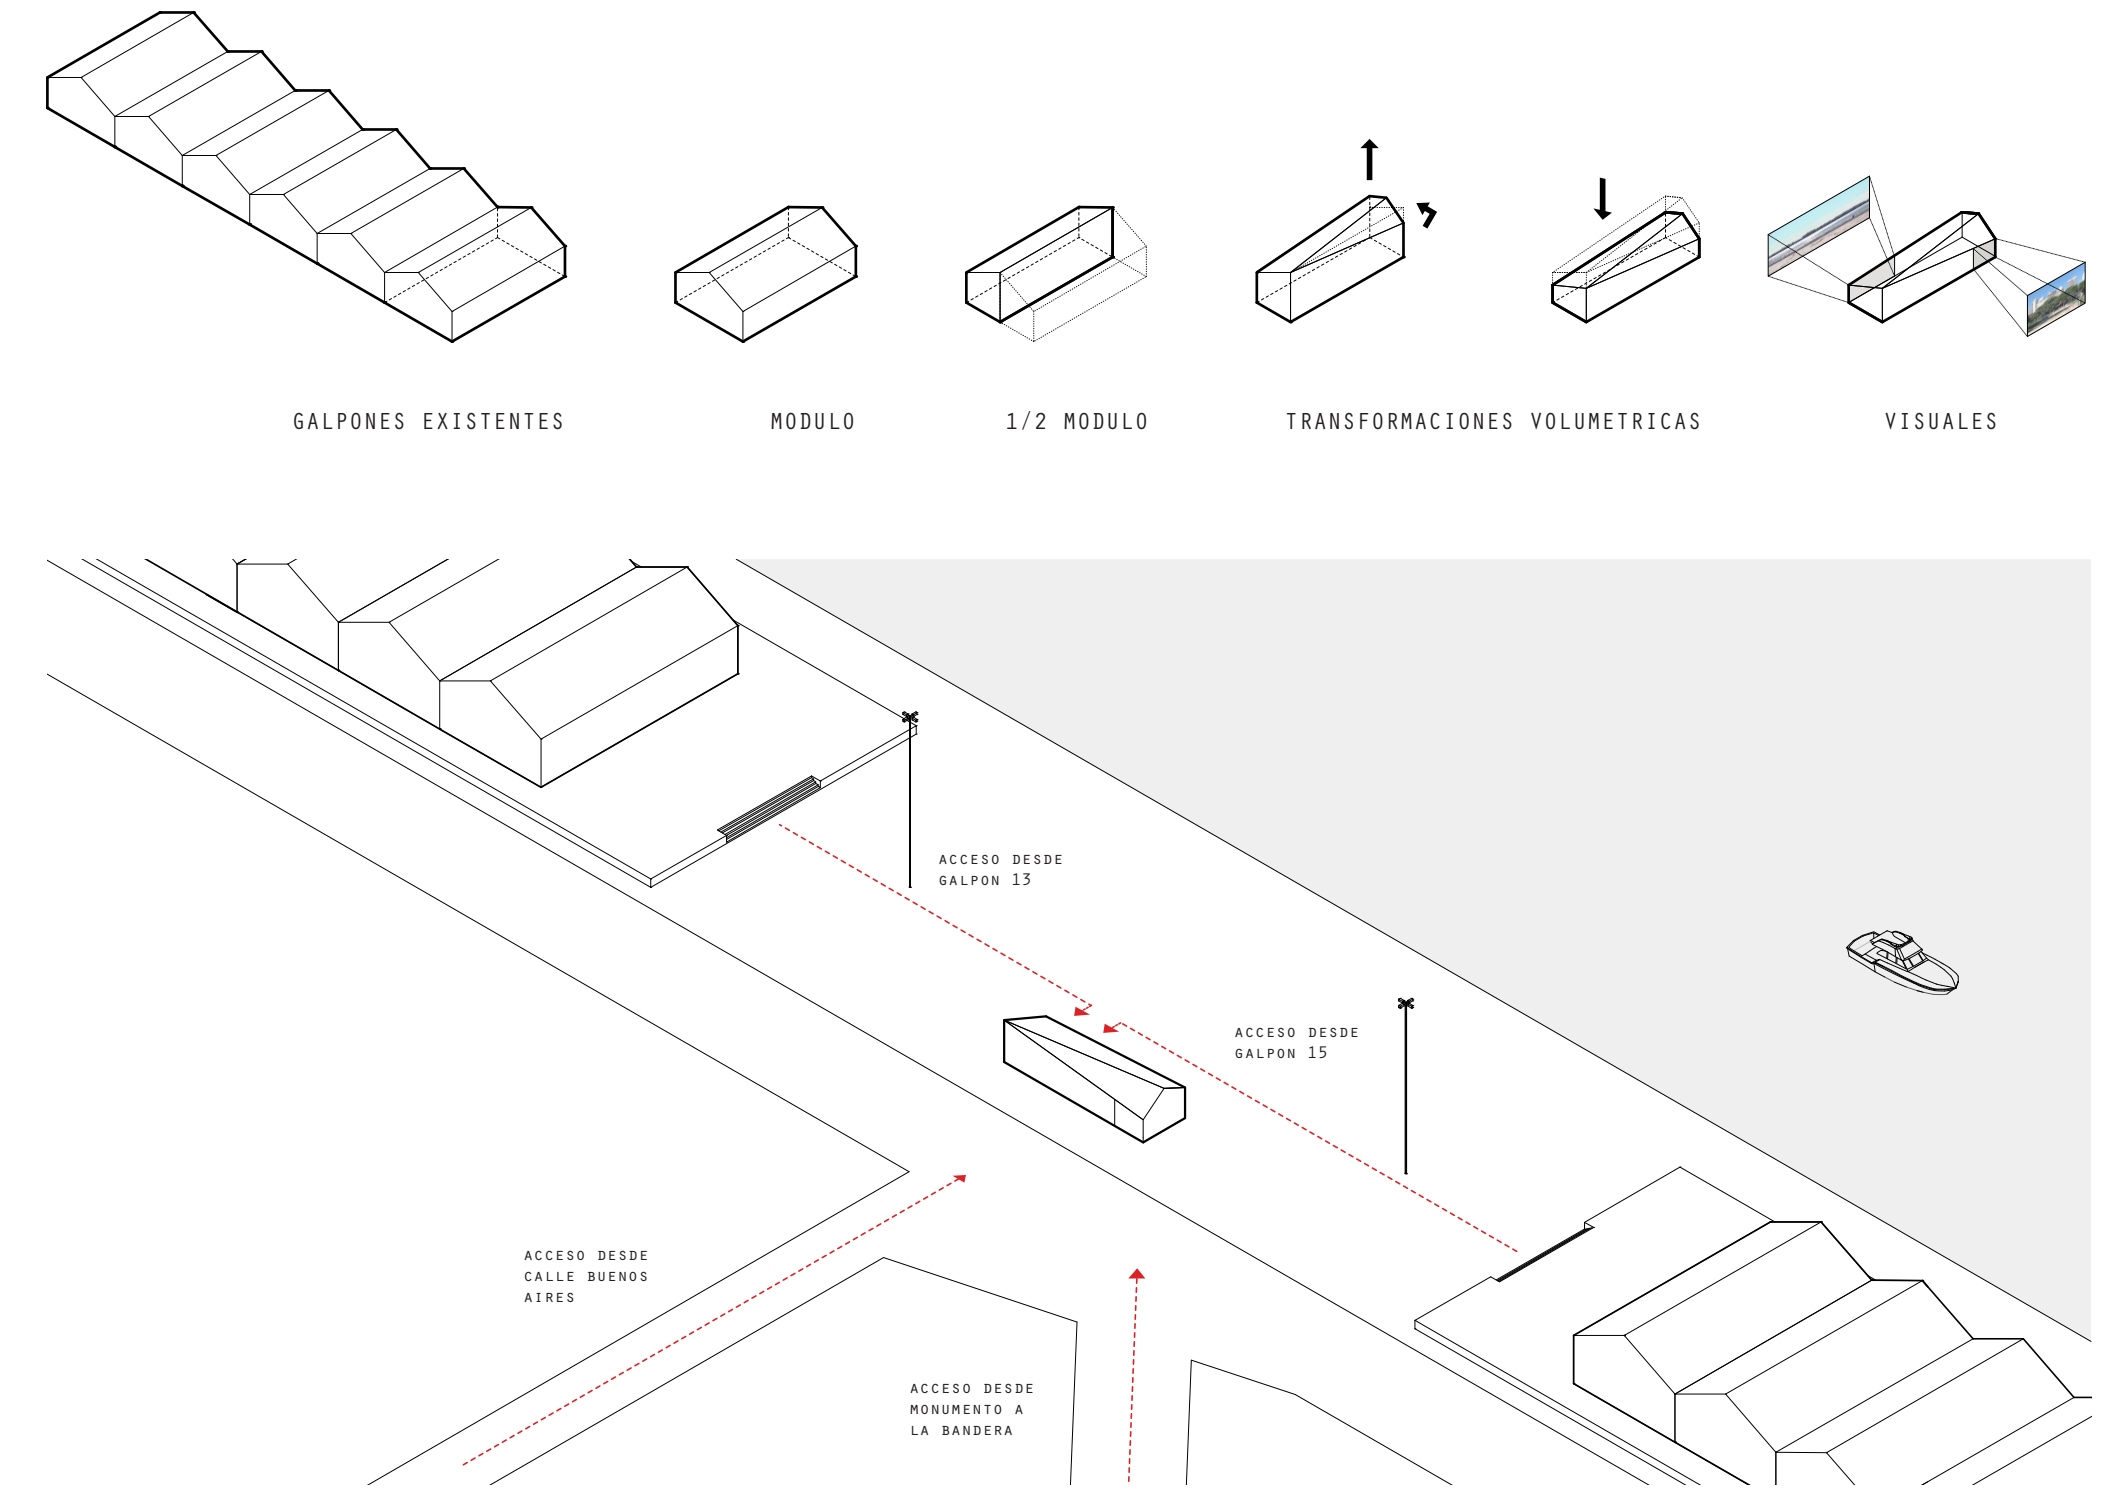 GALPONES EXISTENTES
MODULO
1/2 MODULO
TRANSFORMACIONES VOLUMETRICAS
VISUALES
ACCESO DESDE
GALPON 13
ACCESO DESDE
GALPON 15
ACCESO DESDE
CALLE BUENOS
AIRES
ACCESO DESDE
MONUMENTO A
LA BANDERA